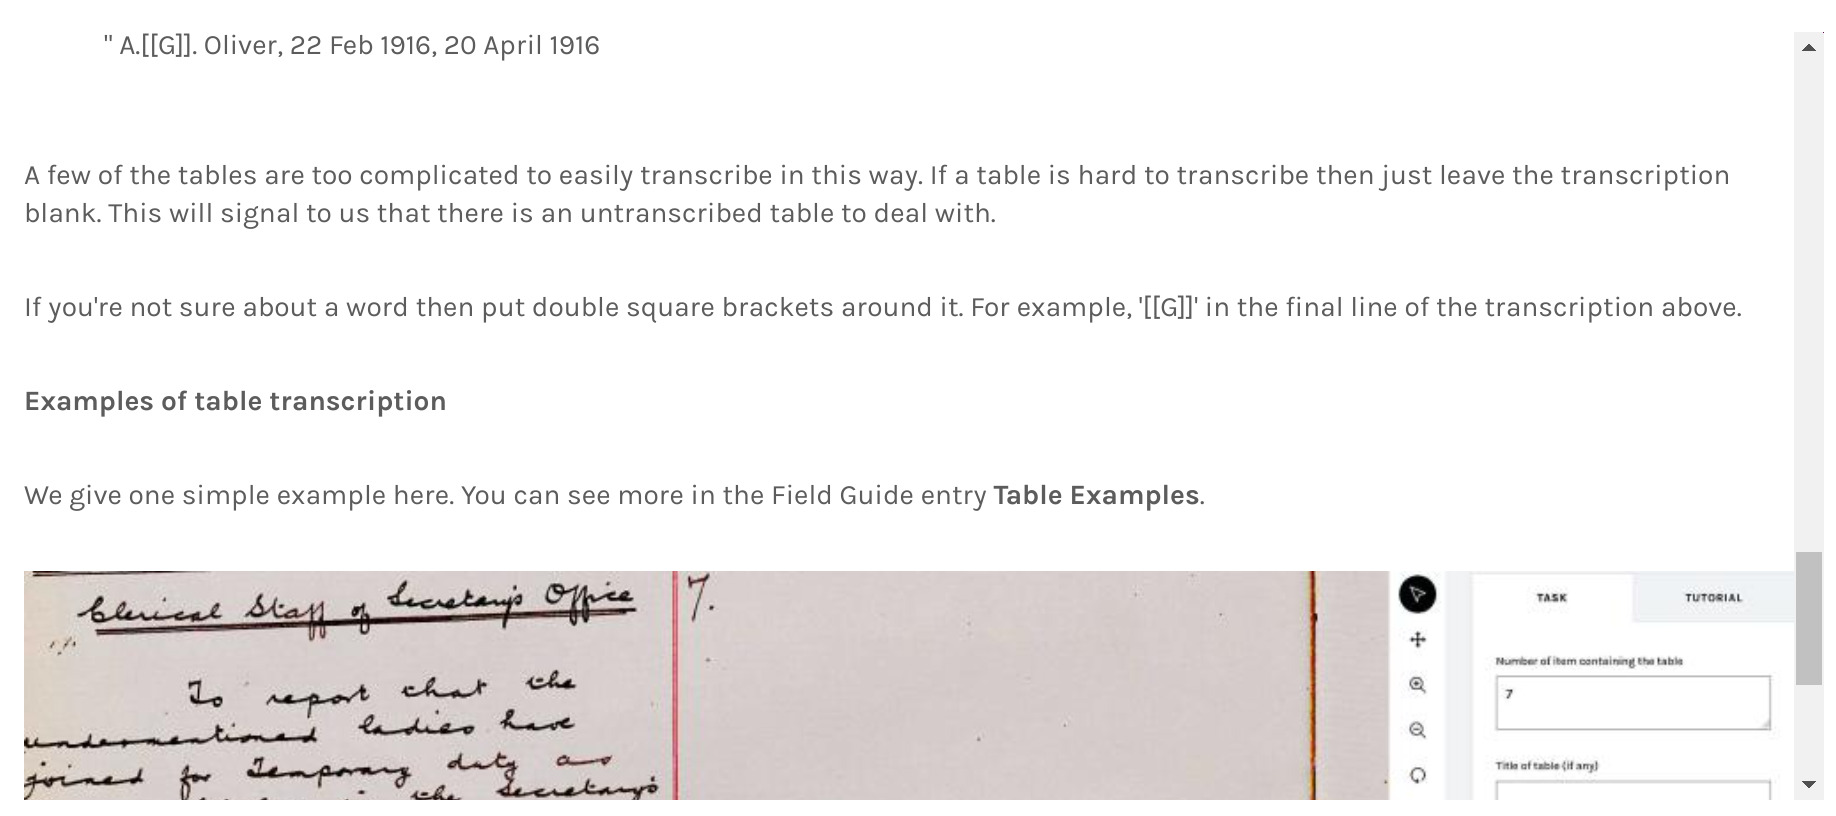 " A.[[G]]. Oliver, 22 Feb 1916, 20 April 1916
A few of the tables are too complicated to easily transcribe in this way. If a table is hard to transcribe then just leave the transcription
blank. This will signal to us that there is an untranscribed table to deal with.
If you're not sure about a word then put double square brackets around it. For example, '[[G]]' in the final line of the transcription above.
Examples of table transcription
We give one simple example here. You can see more in the Field Guide entry Table Examples.
Clerical Staff of Secretary's Office
7.
To report that the
undermentioned ladies have
joined for Temporary duty as
the Secretary's
TASK TUTORIAL
Number of item containing the table
7
Title of table (if any)